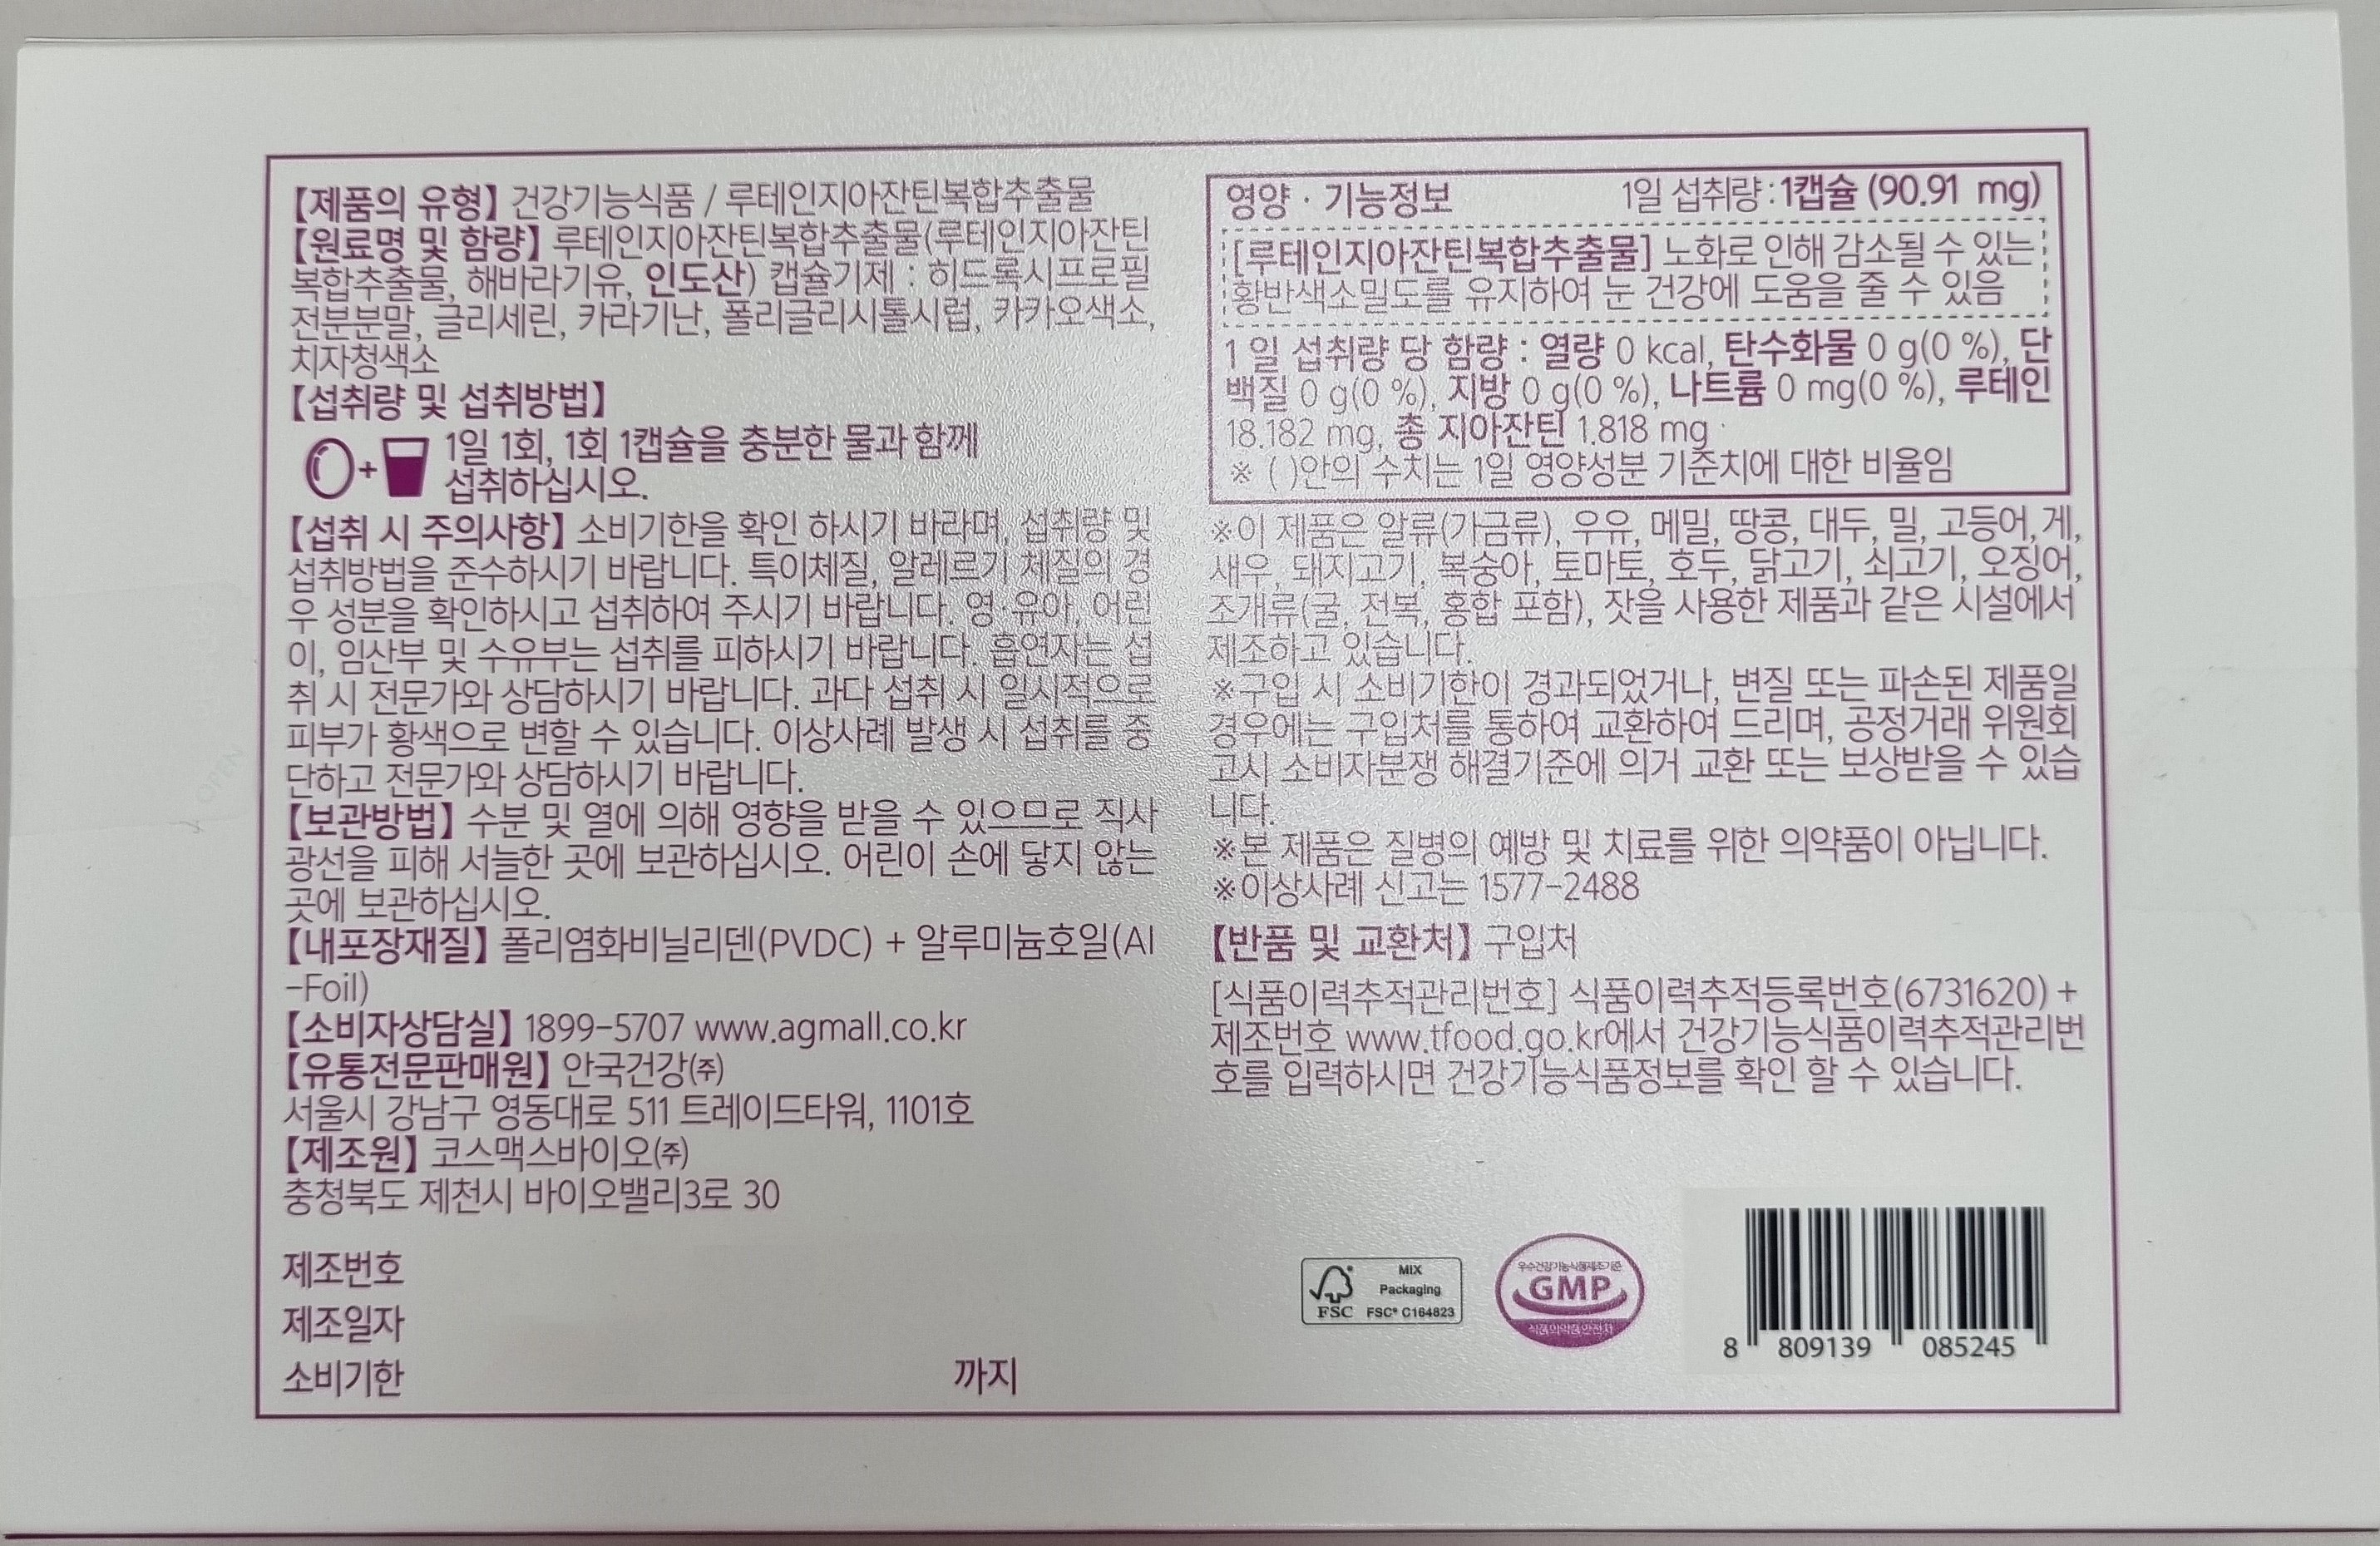 【제품의 유형】 건강기능식품 / 루테인지아잔틴복합추출물
【원료명 및 함량】 루테인지아잔틴복합추출물(루테인지아잔틴
복합추출물, 해바라기유, 인도산) 캡슐기제 : 히드록시프로필
전분분말, 글리세린, 카라기난, 폴리글리시톨시럽, 카카오색소,
치자청색소
【섭취량 및 섭취방법】
+ 1일 1회, 1회 1캡슐을 충분한 물과 함께
섭취하십시오.
【섭취 시 주의사항】 소비기한을 확인 하시기 바라며, 섭취량 및
섭취방법을 준수하시기 바랍니다. 특이체질, 알레르기 체질의 경
우 성분을 확인하시고 섭취하여 주시기 바랍니다. 영·유아, 어린
이, 임산부 및 수유부는 섭취를 피하시기 바랍니다. 흡연자는 섭
취 시 전문가와 상담하시기 바랍니다. 과다 섭취 시 일시적으로
피부가 황색으로 변할 수 있습니다. 이상사례 발생 시 섭취를 중
단하고 전문가와 상담하시기 바랍니다.
【보관방법】 수분 및 열에 의해 영향을 받을 수 있으므로 직사
광선을 피해 서늘한 곳에 보관하십시오. 어린이 손에 닿지 않는
곳에 보관하십시오.
【내포장재질】 폴리염화비닐리덴(PVDC) + 알루미늄호일(Al
-Foil)
【소비자상담실】 1899-5707 www.agmall.co.kr
【유통전문판매원】 안국건강㈜
서울시 강남구 영동대로 511 트레이드타워, 1101호
【제조원】 코스맥스바이오㈜
충청북도 제천시 바이오밸리3로 30
제조번호
제조일자
소비기한 까지
영양 · 기능정보 1일 섭취량 : 1캡슐 (90.91 mg)
[루테인지아잔틴복합추출물] 노화로 인해 감소될 수 있는
황반색소밀도를 유지하여 눈 건강에 도움을 줄 수 있음
1 일 섭취량 당 함량 : 열량 0 kcal, 탄수화물 0 g(0 %), 단
백질 0 g(0 %), 지방 0 g(0 %), 나트륨 0 mg(0 %), 루테인
18.182 mg, 총 지아잔틴 1.818 mg
※ ( )안의 수치는 1일 영양성분 기준치에 대한 비율임
※이 제품은 알류(가금류), 우유, 메밀, 땅콩, 대두, 밀, 고등어, 게,
새우, 돼지고기, 복숭아, 토마토, 호두, 닭고기, 쇠고기, 오징어,
조개류(굴, 전복, 홍합 포함), 잣을 사용한 제품과 같은 시설에서
제조하고 있습니다.
※구입 시 소비기한이 경과되었거나, 변질 또는 파손된 제품일
경우에는 구입처를 통하여 교환하여 드리며, 공정거래 위원회
고시 소비자분쟁 해결기준에 의거 교환 또는 보상받을 수 있습
니다.
※본 제품은 질병의 예방 및 치료를 위한 의약품이 아닙니다.
※이상사례 신고는 1577-2488
【반품 및 교환처】 구입처
[식품이력추적관리번호] 식품이력추적등록번호(6731620) +
제조번호 www.tfood.go.kr에서 건강기능식품이력추적관리번
호를 입력하시면 건강기능식품정보를 확인 할 수 있습니다.
MIX
Packaging
FSC FSC® C164823
우수건강기능식품제조기준
GMP
식품의약품안전처
8 809139 085245
OPEN